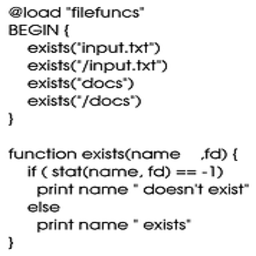 @load "filefuncs"
BEGIN {
    exists("input.txt")
    exists("/input.txt")
    exists("docs")
    exists("/docs")
}

function exists(name    ,fd) {
    if ( stat(name, fd) == -1)
      print name " doesn't exist"
    else
      print name " exists"
}